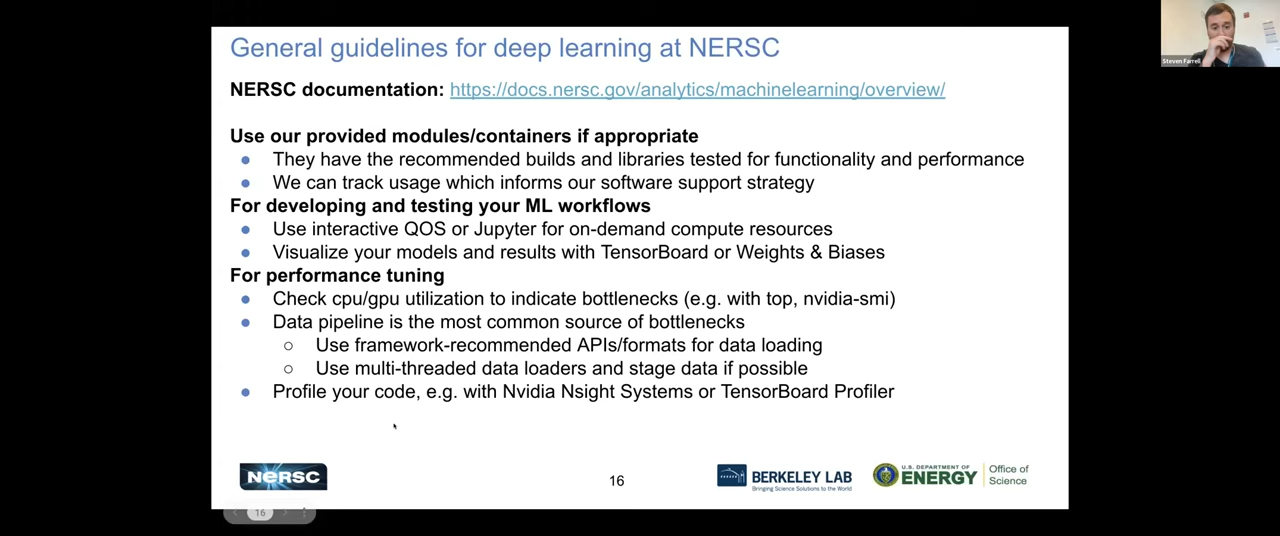 General guidelines for deep learning at NERSC
Steven Farrell
NERSC documentation: https://docs.nersc.gov/analytics/machinelearning/overview/
Use our provided modules/containers if appropriate
● They have the recommended builds and libraries tested for functionality and performance
● We can track usage which informs our software support strategy
For developing and testing your ML workflows
● Use interactive QOS or Jupyter for on-demand compute resources
● Visualize your models and results with TensorBoard or Weights & Biases
For performance tuning
● Check cpu/gpu utilization to indicate bottlenecks (e.g. with top, nvidia-smi)
● Data pipeline is the most common source of bottlenecks
○ Use framework-recommended APIs/formats for data loading
○ Use multi-threaded data loaders and stage data if possible
● Profile your code, e.g. with Nvidia Nsight Systems or TensorBoard Profiler
NERSC
16
BERKELEY LAB
Bringing Science Solutions to the World
U.S. DEPARTMENT OF
ENERGY
Office of
Science
16